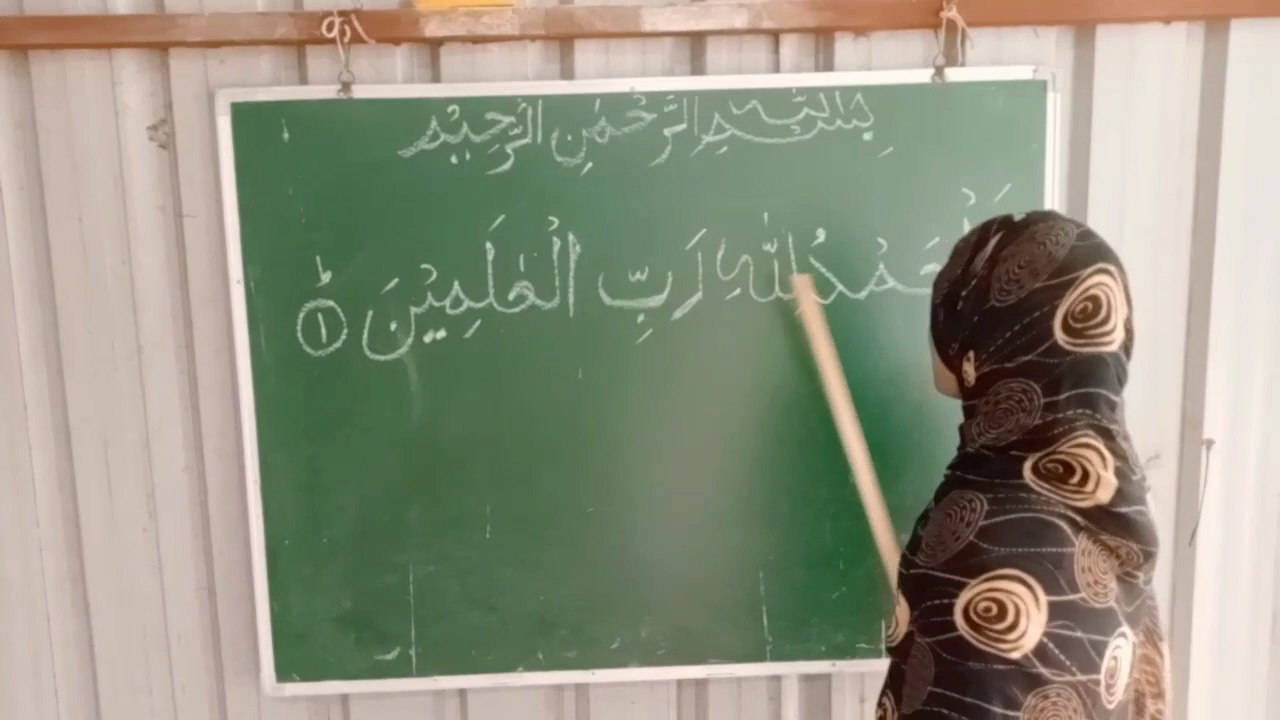 بِسْمِ اللّٰهِ الرَّحْمٰنِ الرَّحِيْمِ
اَلْحَمْدُ لِلّٰهِ رَبِّ الْعٰلَمِيْنَ ۙ ١